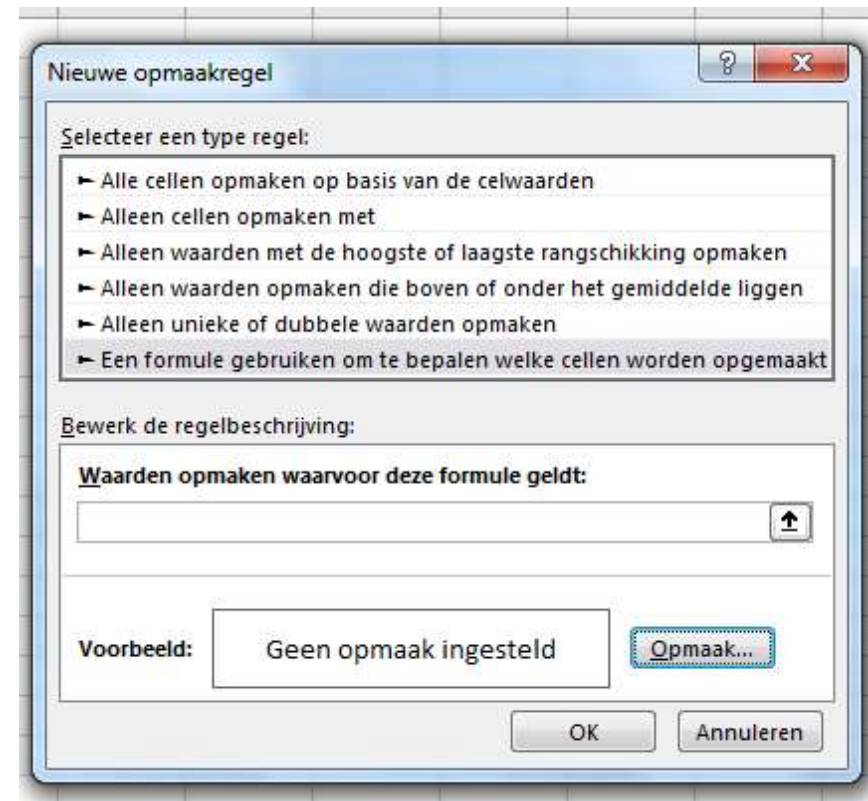 Nieuwe opmaakregel
Selecteer een type regel:
► Alle cellen opmaken op basis van de celwaarden
► Alleen cellen opmaken met
► Alleen waarden met de hoogste of laagste rangschikking opmaken
► Alleen waarden opmaken die boven of onder het gemiddelde liggen
► Alleen unieke of dubbele waarden opmaken
► Een formule gebruiken om te bepalen welke cellen worden opgemaakt
Bewerk de regelbeschrijving:
Waarden opmaken waarvoor deze formule geldt:
Voorbeeld: Geen opmaak ingesteld Opmaak...
OK Annuleren